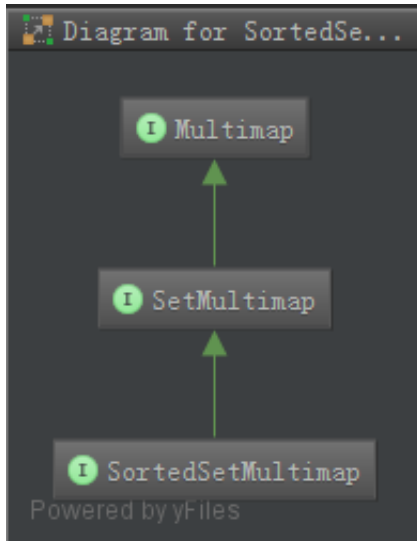 Diagram for SortedSe...
I Multimap
I SetMultimap
I SortedSetMultimap
Powered by yFiles